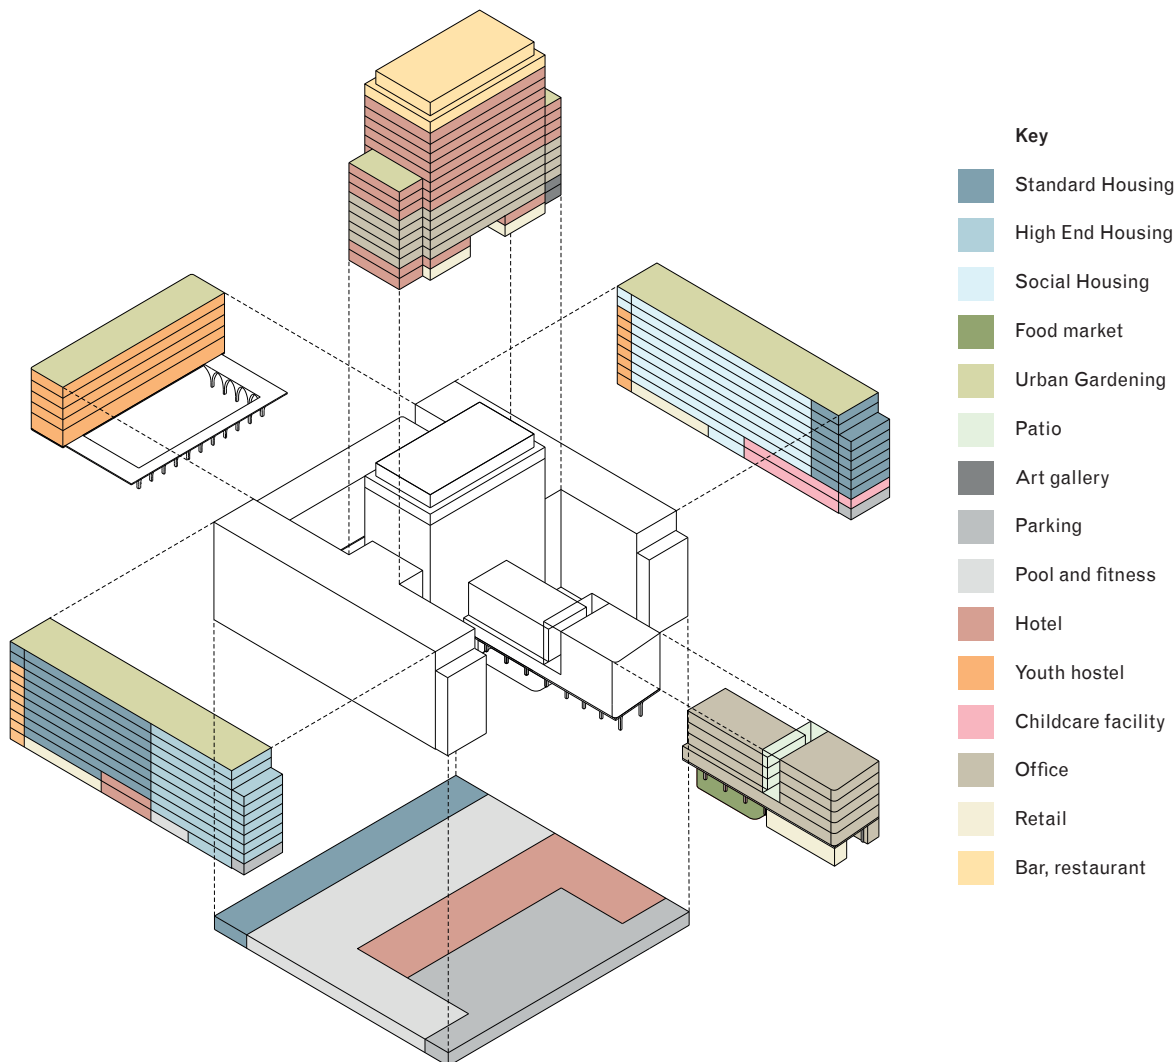 Key
Standard Housing
High End Housing
Social Housing
Food market
Urban Gardening
Patio
Art gallery
Parking
Pool and fitness
Hotel
Youth hostel
Childcare facility
Office
Retail
Bar, restaurant